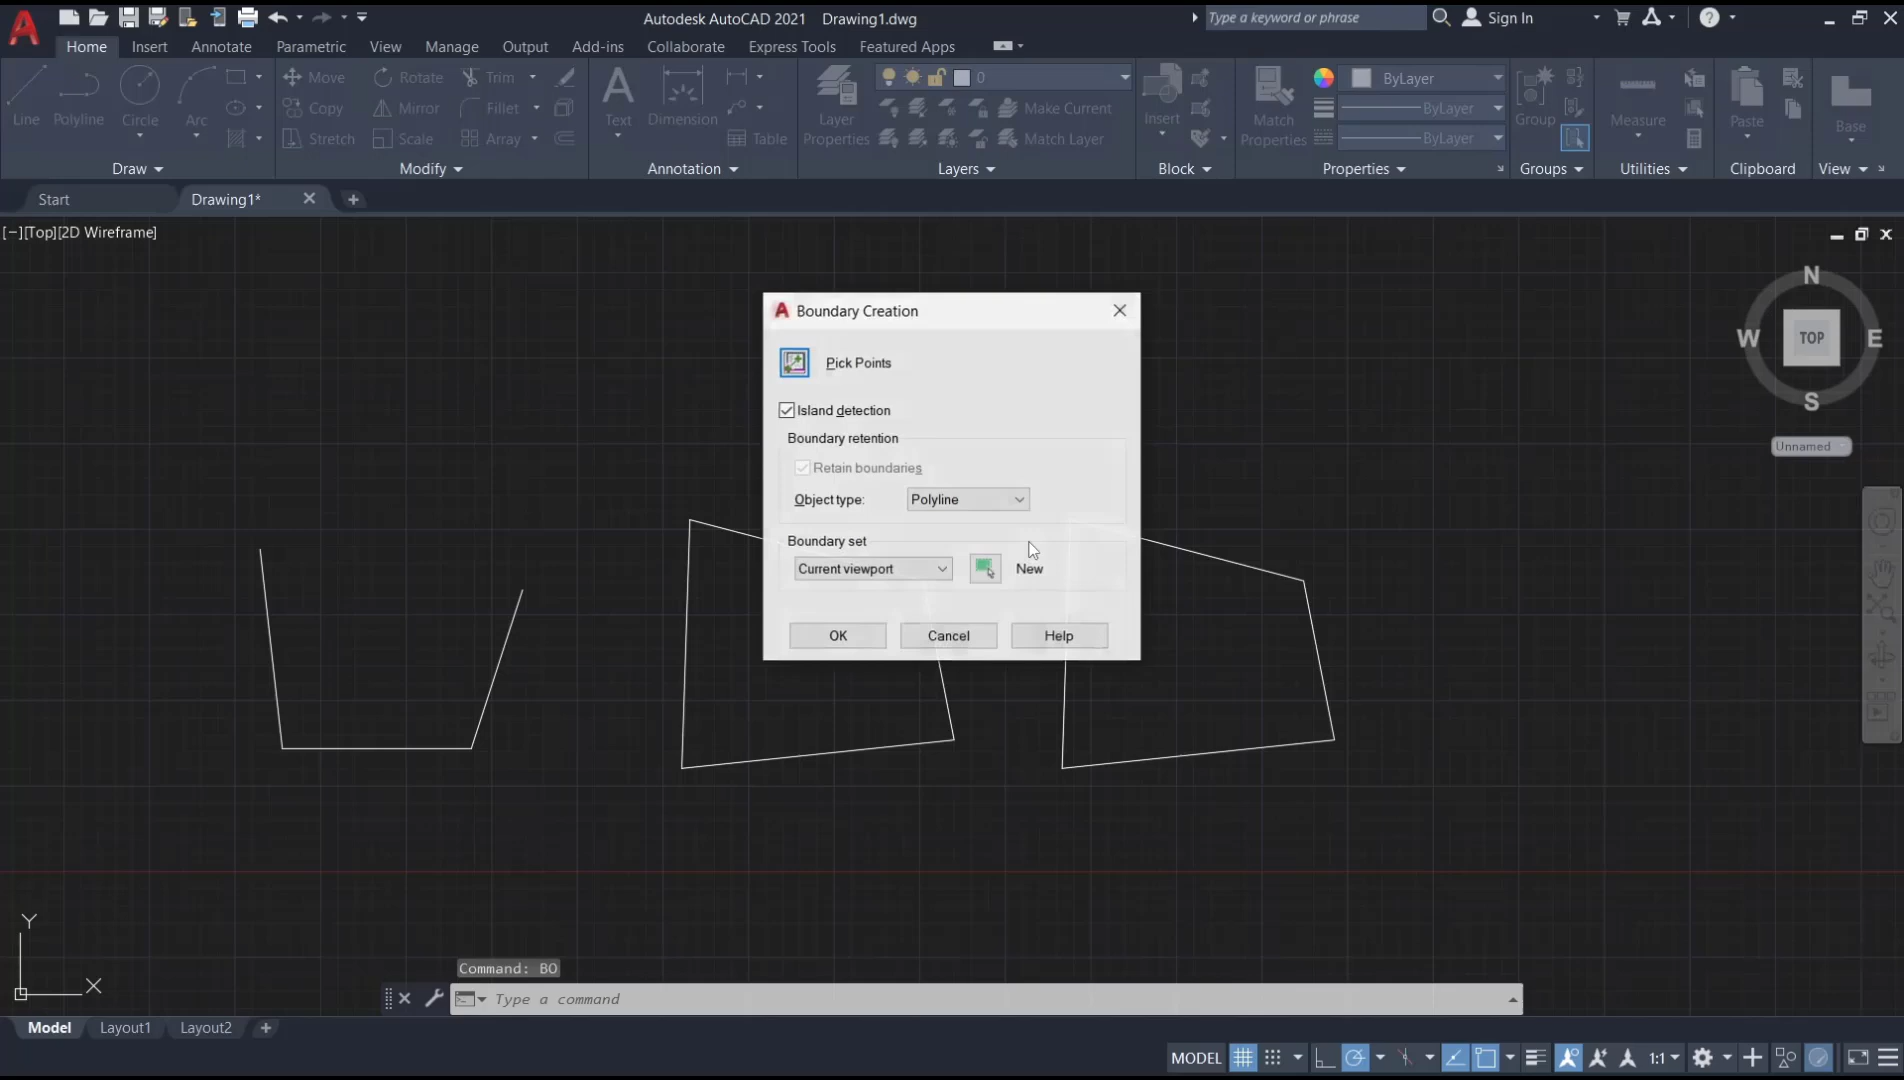 Autodesk AutoCAD 2021 Drawing1.dwg
Type a keyword or phrase
Sign In
Home Insert Annotate Parametric View Manage Output Add-ins Collaborate Express Tools Featured Apps
Line Polyline Circle Arc
Move Rotate Trim
Copy Mirror Fillet
Stretch Scale Array
Text Dimension
Table
Layer Properties
0
Make Current
Match Layer
Insert
Match Properties
ByLayer
ByLayer
ByLayer
Group
Measure
Paste
Base
Draw Modify Annotation Layers Block Properties Groups Utilities Clipboard View
Start Drawing1*
[−][Top][2D Wireframe]
N
W TOP E
S
Unnamed
A Boundary Creation
Pick Points
Island detection
Boundary retention
Retain boundaries
Object type: Polyline
Boundary set
Current viewport New
OK Cancel Help
Y
X
Command: BO
Type a command
Model Layout1 Layout2
MODEL 1:1